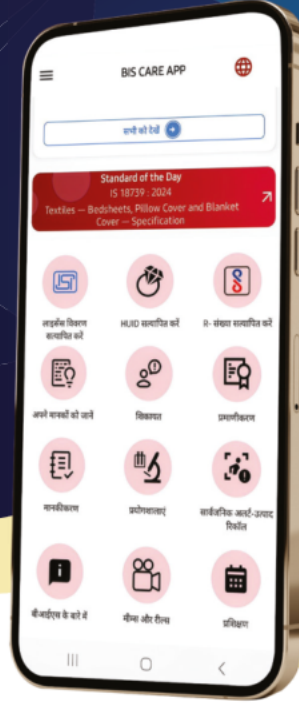 BIS CARE APP
सभी को देखें
Standard of the Day
IS 18739 : 2024
Textiles — Bedsheets, Pillow Cover and Blanket
Cover — Specification
लाइसेंस विवरण
सत्यापित करें
HUID सत्यापित करें
R- संख्या सत्यापित करें
अपने मानकों को जानें
शिकायत
प्रमाणीकरण
मानकीकरण
प्रयोगशालाएं
सार्वजनिक अलर्ट-उत्पाद
रिकॉल
बीआईएस के बारे में
मीम्स और रील्स
प्रशिक्षण